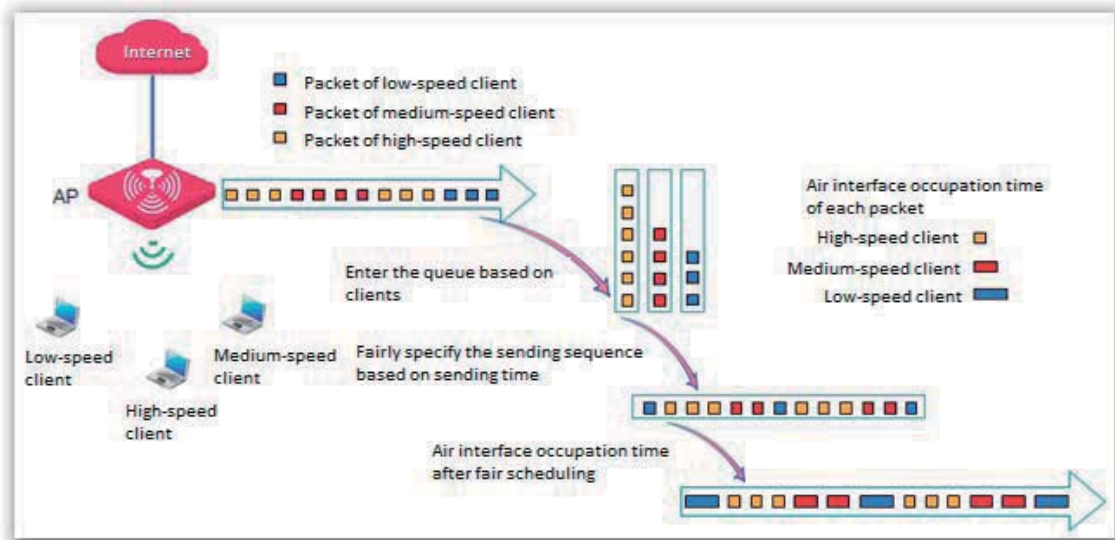 Internet
Packet of low-speed client
Packet of medium-speed client
Packet of high-speed client
AP
Air interface occupation time
of each packet
High-speed client
Medium-speed client
Low-speed client
Enter the queue based on
clients
Low-speed
client
Medium-speed
client
High-speed
client
Fairly specify the sending sequence
based on sending time
Air interface occupation time
after fair scheduling